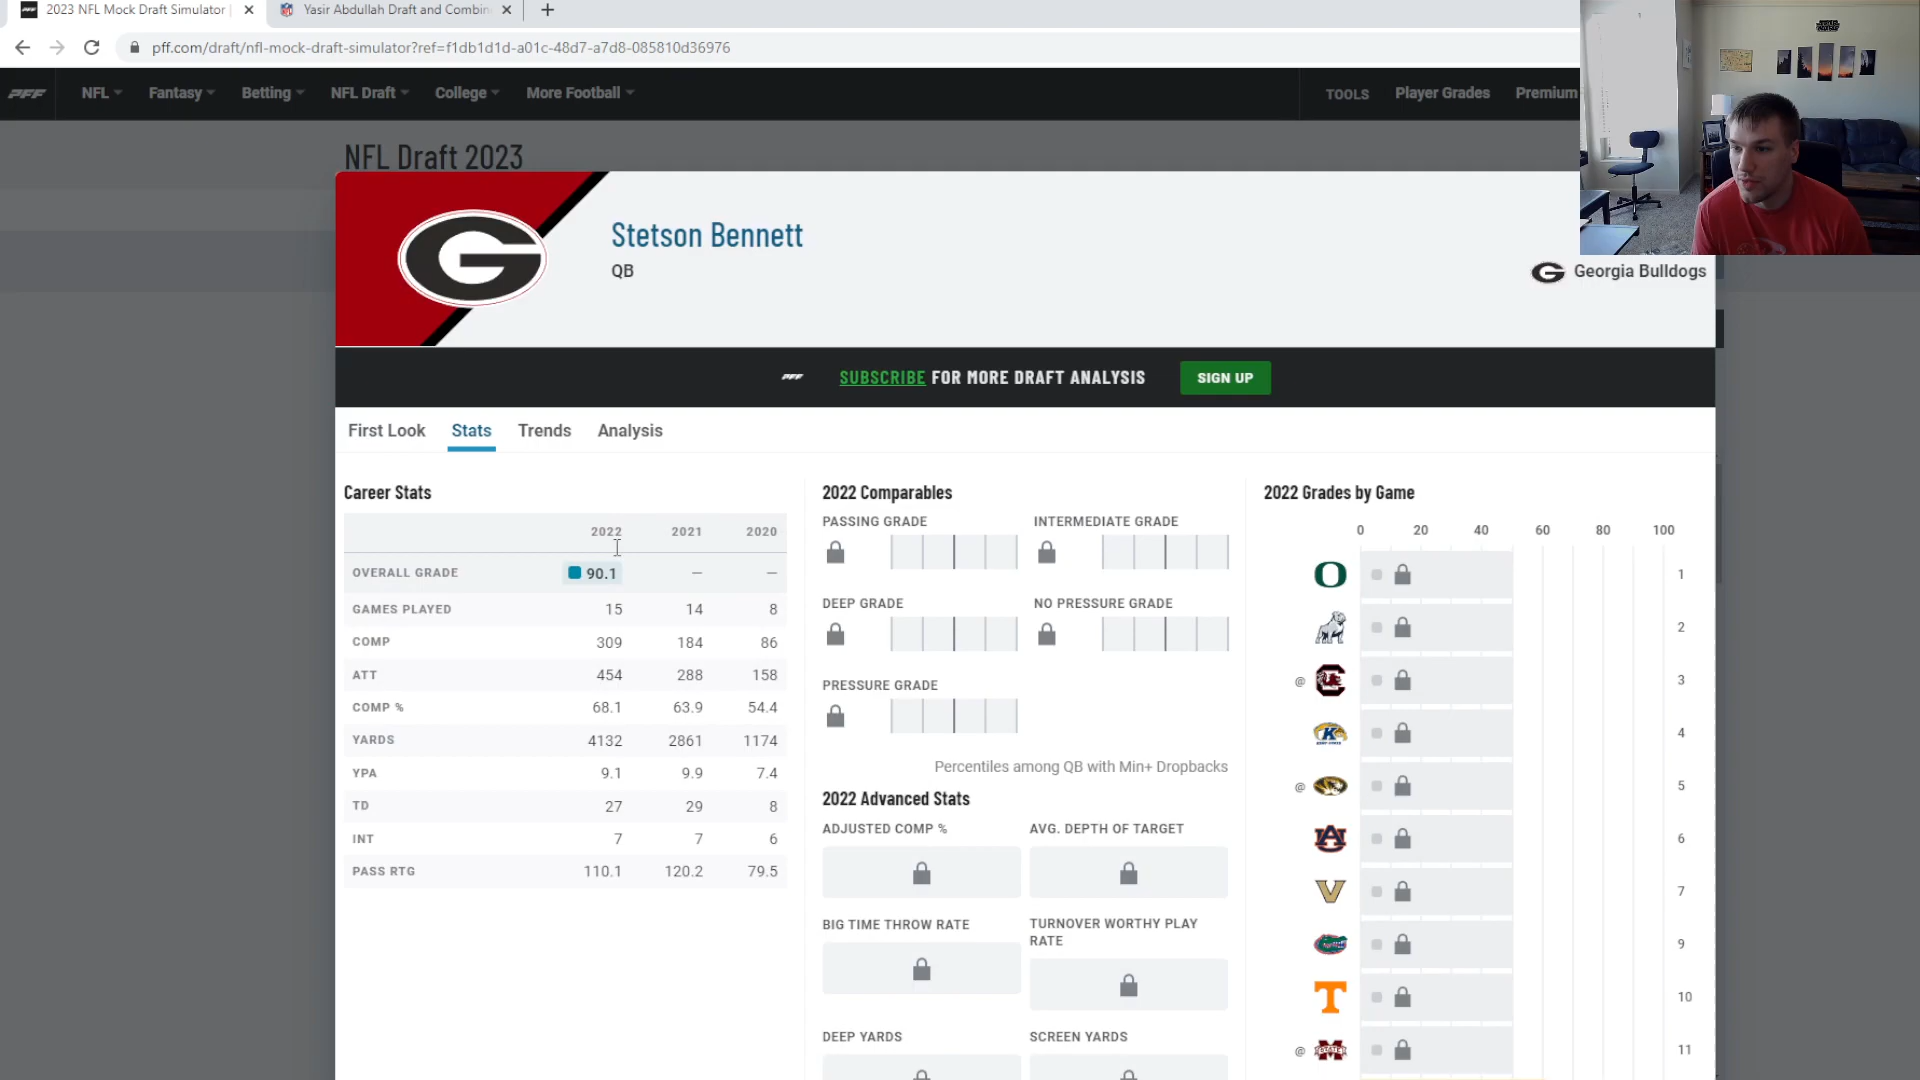 2023 NFL Mock Draft Simulator |
Yasir Abdullah Draft and Combin
pff.com/draft/nfl-mock-draft-simulator?ref=f1db1d1d-a01c-48d7-a7d8-085810d36976
PFF NFL Fantasy Betting NFL Draft College More Football TOOLS Player Grades Premium
NFL Draft 2023
G
Stetson Bennett
QB
G Georgia Bulldogs
PFF SUBSCRIBE FOR MORE DRAFT ANALYSIS SIGN UP
First Look Stats Trends Analysis
Career Stats
2022 2021 2020
OVERALL GRADE 90.1 — —
GAMES PLAYED 15 14 8
COMP 309 184 86
ATT 454 288 158
COMP % 68.1 63.9 54.4
YARDS 4132 2861 1174
YPA 9.1 9.9 7.4
TD 27 29 8
INT 7 7 6
PASS RTG 110.1 120.2 79.5
2022 Comparables
PASSING GRADE INTERMEDIATE GRADE
DEEP GRADE NO PRESSURE GRADE
PRESSURE GRADE
Percentiles among QB with Min+ Dropbacks
2022 Advanced Stats
ADJUSTED COMP % AVG. DEPTH OF TARGET
BIG TIME THROW RATE TURNOVER WORTHY PLAY
RATE
DEEP YARDS SCREEN YARDS
2022 Grades by Game
0 20 40 60 80 100
O 1
2
@ C 3
K 4
@ 5
AU 6
V 7
9
T 10
@ M STATE 11